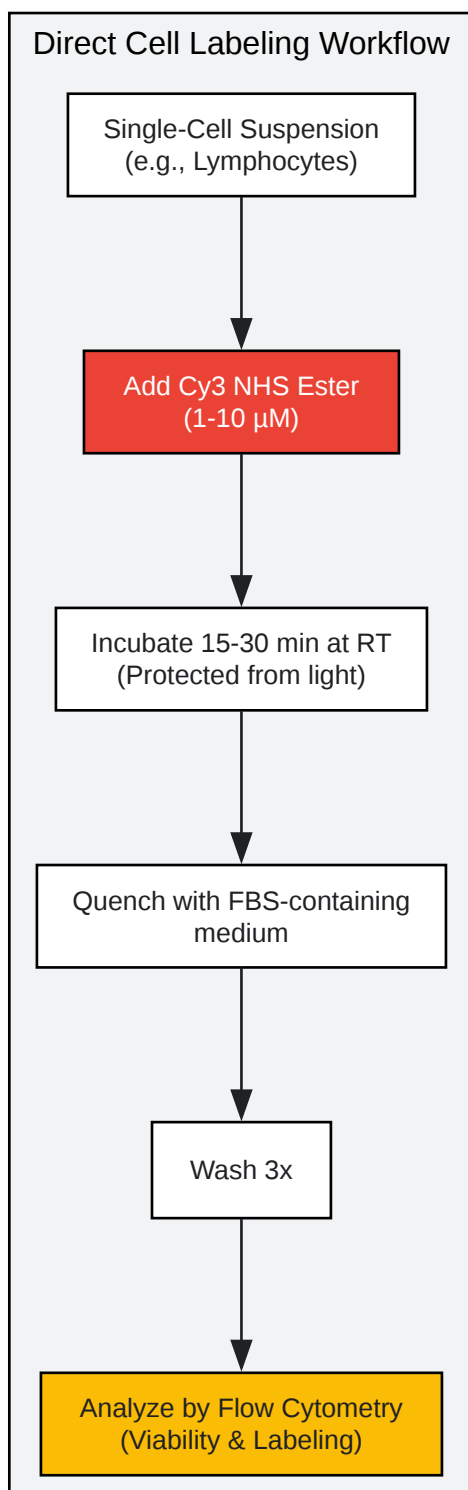 Direct Cell Labeling Workflow
Single-Cell Suspension
(e.g., Lymphocytes)
Add Cy3 NHS Ester
(1-10 µM)
Incubate 15-30 min at RT
(Protected from light)
Quench with FBS-containing
medium
Wash 3x
Analyze by Flow Cytometry
(Viability & Labeling)